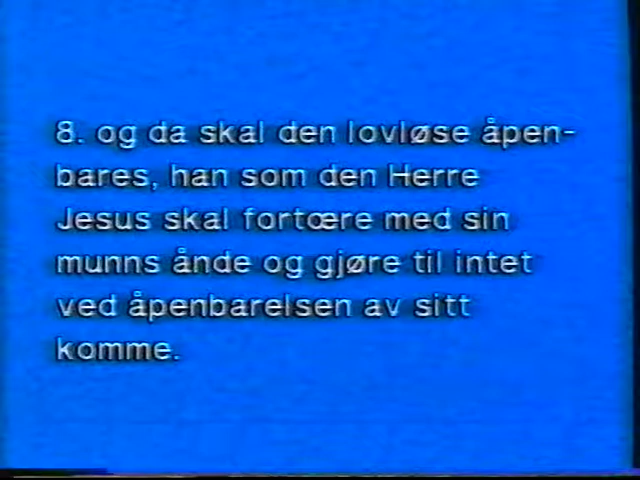 8. og da skal den lovløse åpen-
bares, han som den Herre
Jesus skal fortære med sin
munns ånde og gjøre til intet
ved åpenbarelsen av sitt
komme.